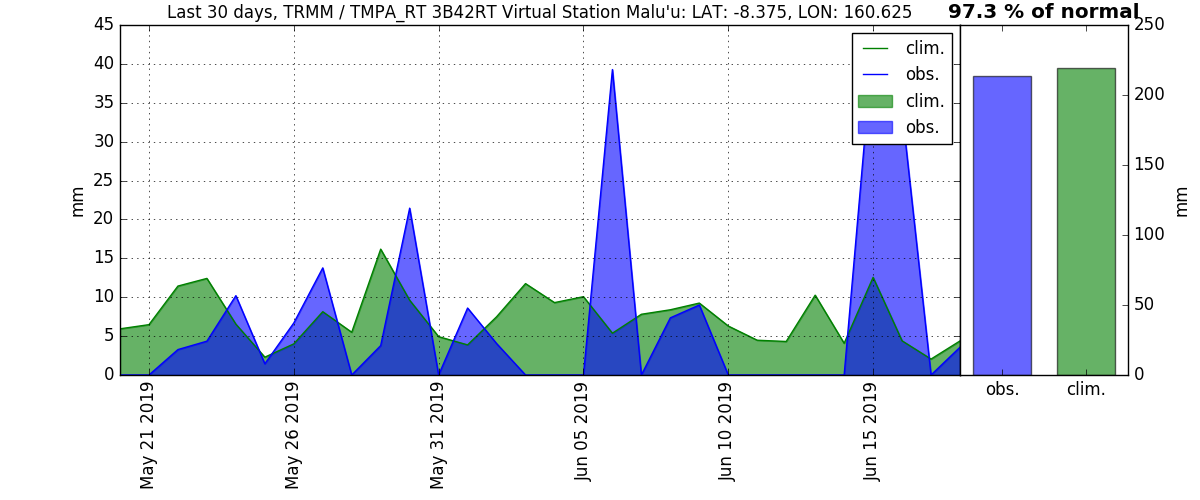 Last 30 days, TRMM / TMPA_RT 3B42RT Virtual Station Malu'u: LAT: -8.375, LON: 160.625
97.3 % of normal
45
40
35
30
25
20
15
10
5
0
mm
clim.
obs.
clim.
obs.
250
200
150
100
50
0
mm
May 21 2019
May 26 2019
May 31 2019
Jun 05 2019
Jun 10 2019
Jun 15 2019
obs.
clim.